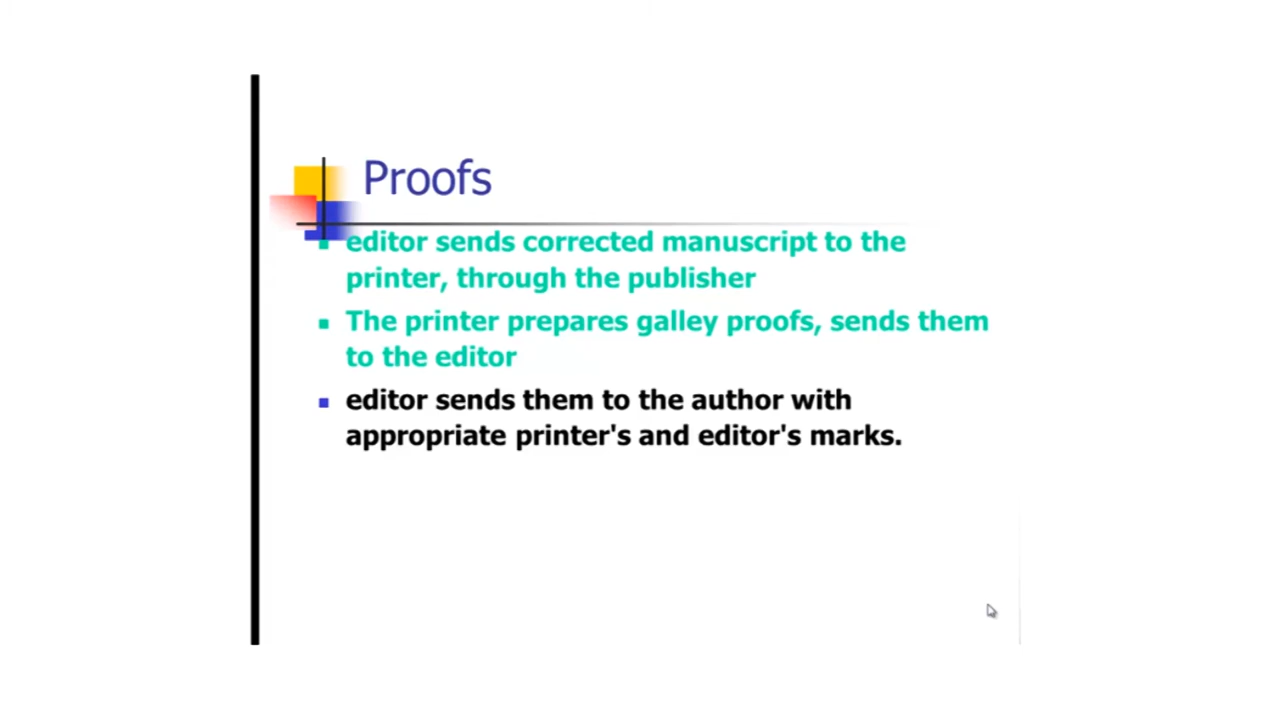 Proofs
editor sends corrected manuscript to the
printer, through the publisher
The printer prepares galley proofs, sends them
to the editor
editor sends them to the author with
appropriate printer's and editor's marks.